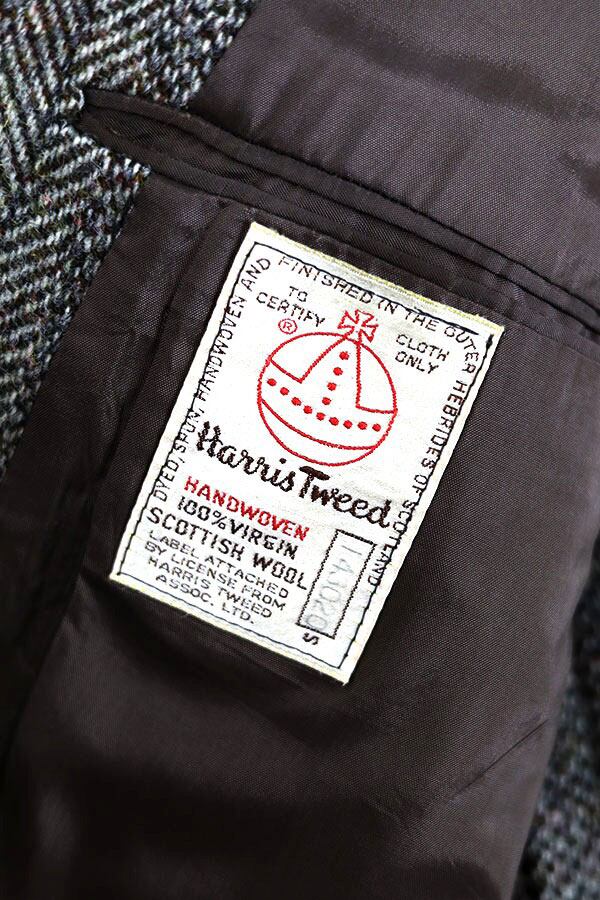 DYED, SPUN, HANDWOVEN AND FINISHED IN THE OUTER HEBRIDES OF SCOTLAND
TO CERTIFY CLOTH ONLY
®
Harris Tweed
HANDWOVEN
100% VIRGIN
SCOTTISH WOOL
LABEL ATTACHED
BY LICENSE FROM
HARRIS TWEED
ASSOC. LTD.
S